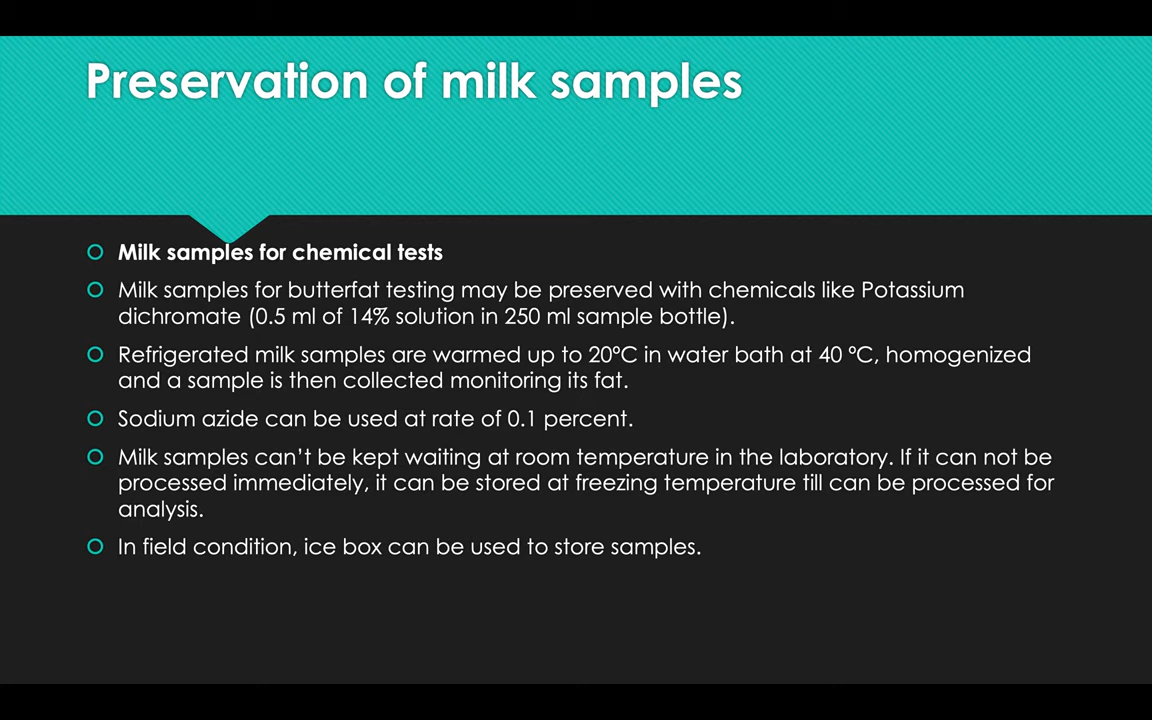 Preservation of milk samples
Milk samples for chemical tests
Milk samples for butterfat testing may be preserved with chemicals like Potassium
dichromate (0.5 ml of 14% solution in 250 ml sample bottle).
Refrigerated milk samples are warmed up to 20ºC in water bath at 40 ºC, homogenized
and a sample is then collected monitoring its fat.
Sodium azide can be used at rate of 0.1 percent.
Milk samples can’t be kept waiting at room temperature in the laboratory. If it can not be
processed immediately, it can be stored at freezing temperature till can be processed for
analysis.
In field condition, ice box can be used to store samples.